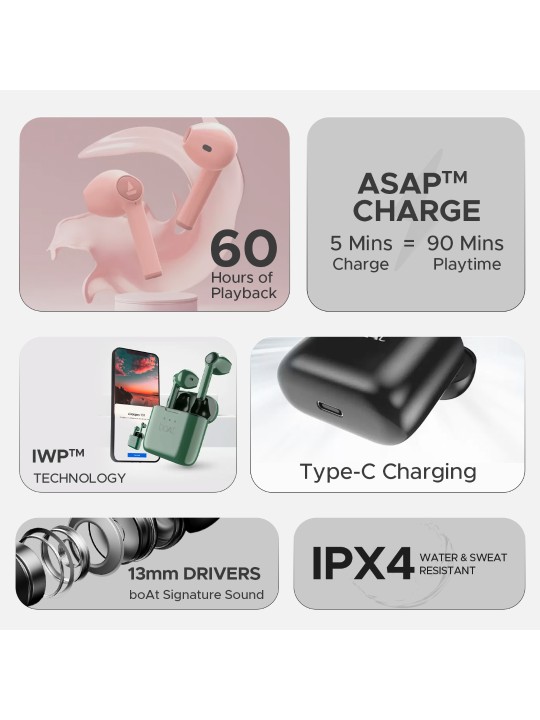 60
Hours of
Playback
ASAP™
CHARGE
5 Mins = 90 Mins
Charge Playtime
IWP™
TECHNOLOGY
Type-C Charging
13mm DRIVERS
boAt Signature Sound
IPX4
WATER & SWEAT
RESISTANT